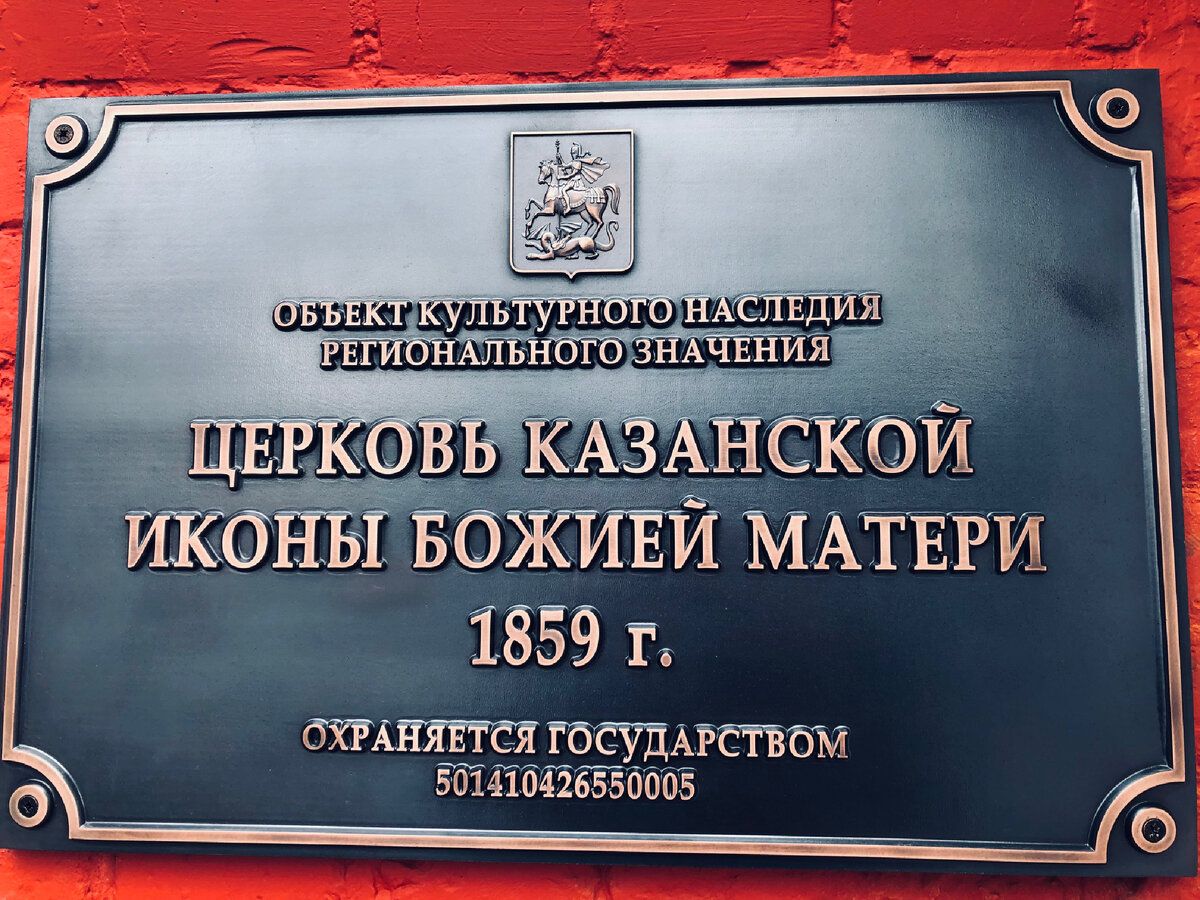 ОБЪЕКТ КУЛЬТУРНОГО НАСЛЕДИЯ
РЕГИОНАЛЬНОГО ЗНАЧЕНИЯ
ЦЕРКОВЬ КАЗАНСКОЙ
ИКОНЫ БОЖИЕЙ МАТЕРИ
1859 г.
ОХРАНЯЕТСЯ ГОСУДАРСТВОМ
501410426550005